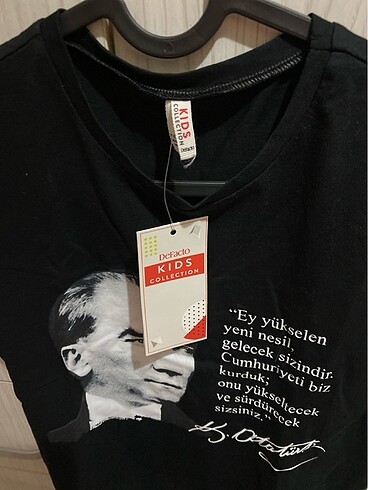 KIDS
COLLECTION
DeFacto
DeFacto
KIDS
COLLECTION
“Ey yükselen
yeni nesil,
gelecek sizindir.
Cumhuriyeti biz
kurduk;
onu yükseltecek
ve sürdürecek
sizsiniz.”
K. Atatürk